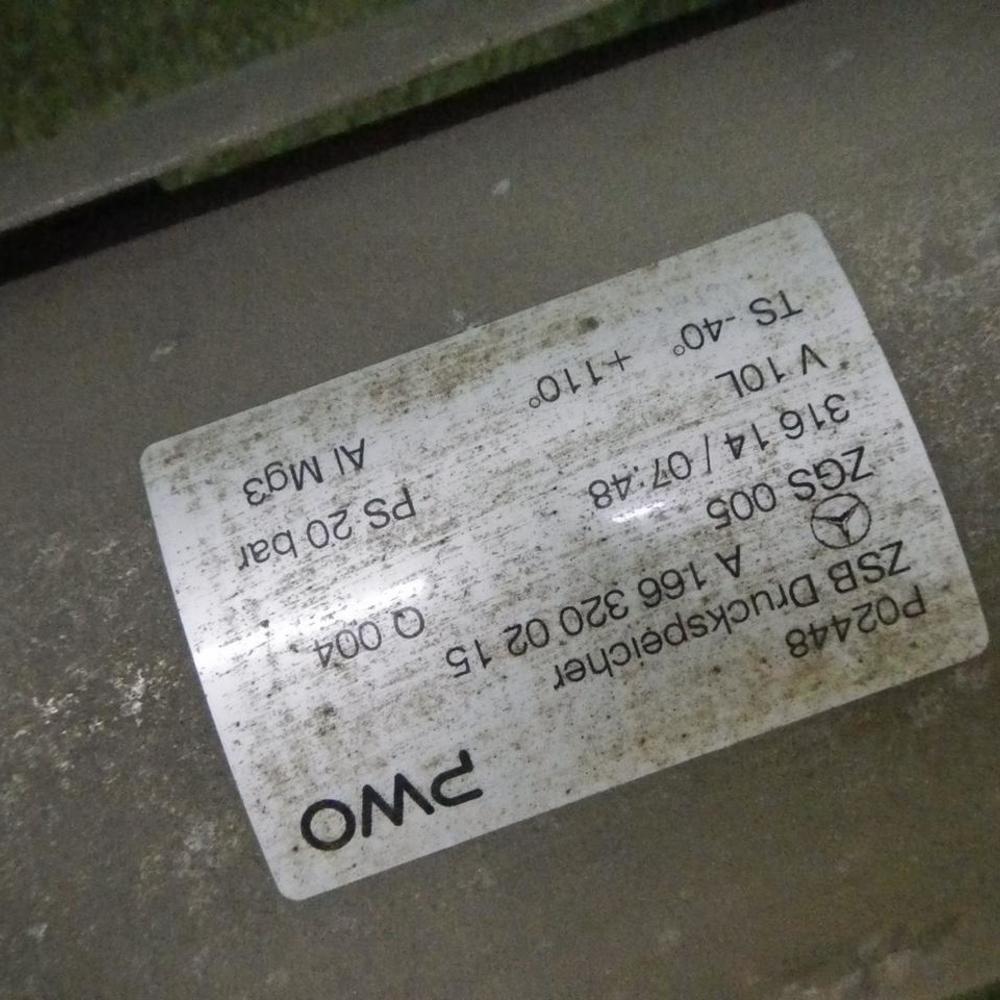 PWO
P02448
ZSB Druckspeicher
A 166 320 02 15 Q 004
ZGS 005
316 14 / 07:48 PS 20 bar
V 10L Al Mg3
TS -40° +110°